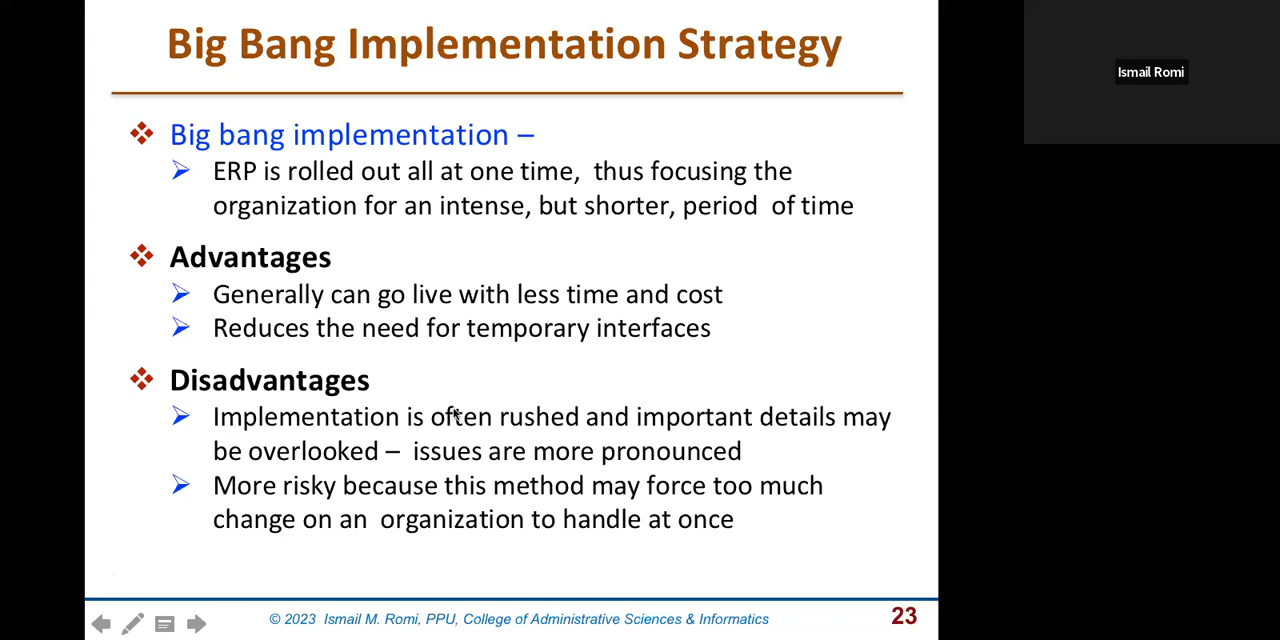 Big Bang Implementation Strategy
Ismail Romi
Big bang implementation –
ERP is rolled out all at one time, thus focusing the
organization for an intense, but shorter, period of time
Advantages
Generally can go live with less time and cost
Reduces the need for temporary interfaces
Disadvantages
Implementation is often rushed and important details may
be overlooked – issues are more pronounced
More risky because this method may force too much
change on an organization to handle at once
© 2023 Ismail M. Romi, PPU, College of Administrative Sciences & Informatics
23